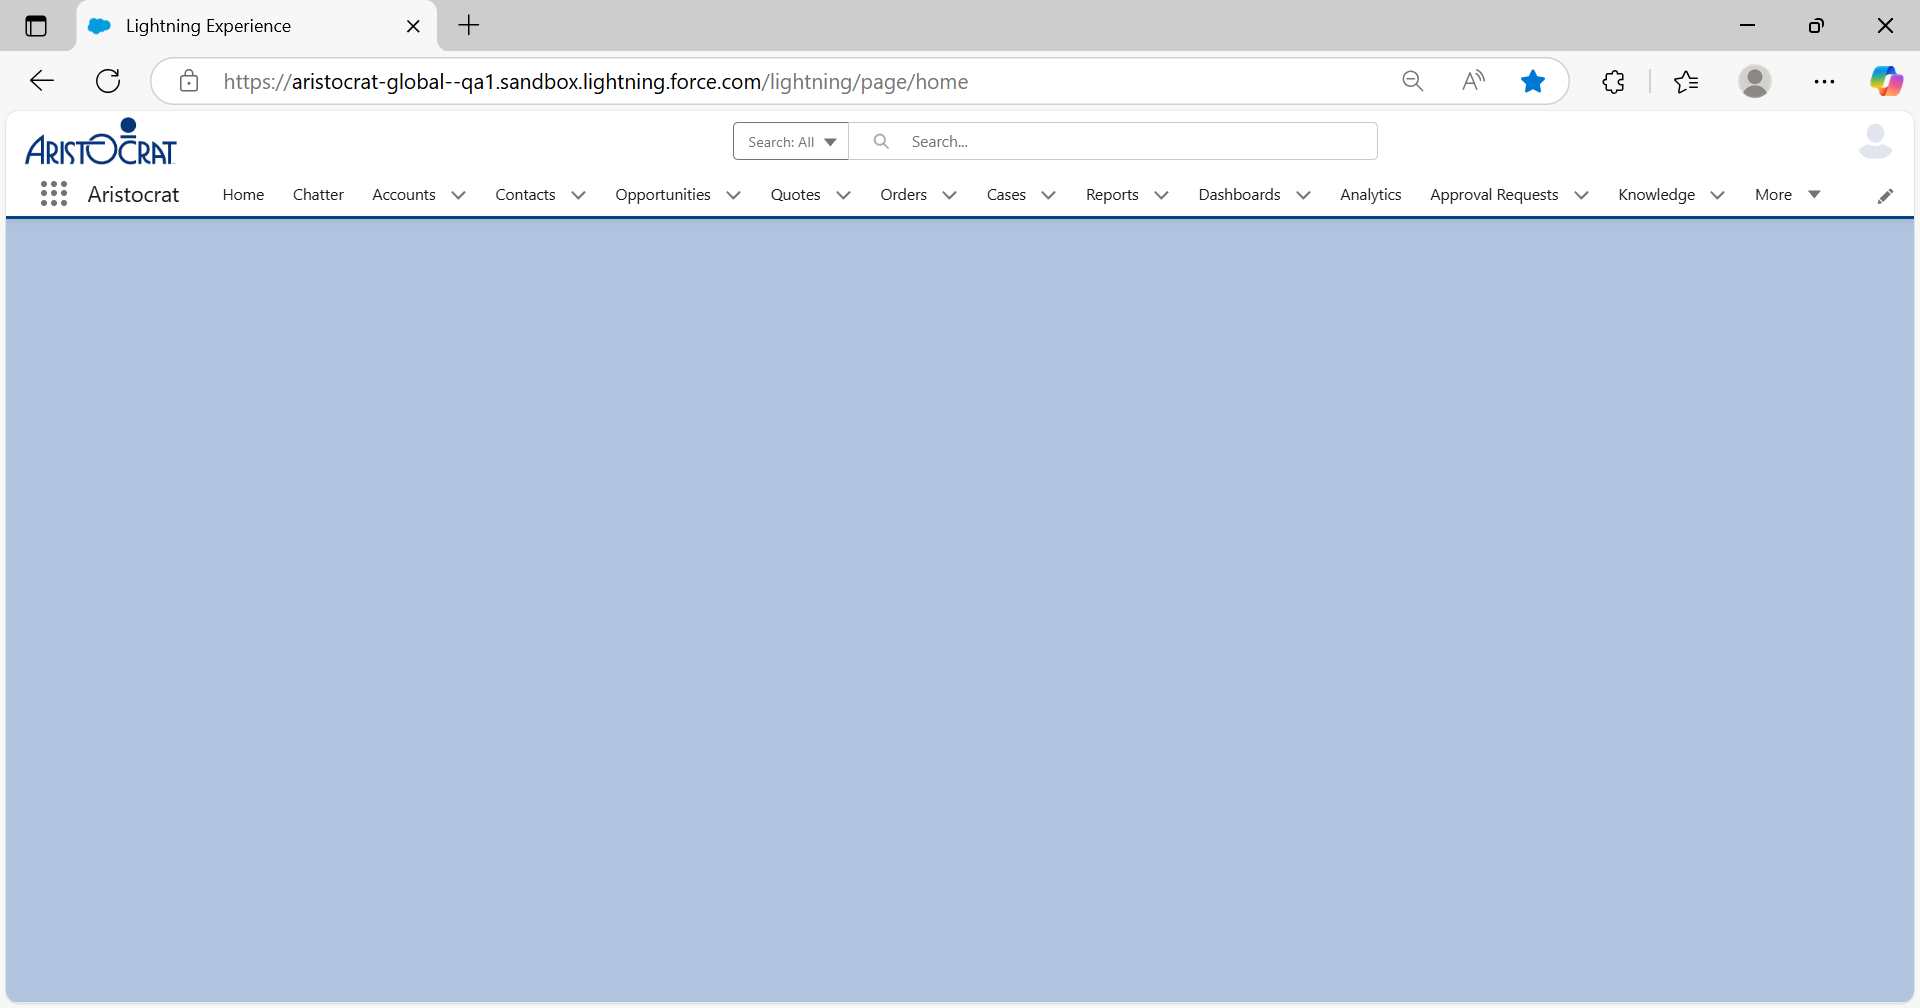 Lightning Experience
https://aristocrat-global--qa1.sandbox.lightning.force.com/lightning/page/home
ARISTOCRAT
Search: All Search...
Aristocrat Home Chatter Accounts Contacts Opportunities Quotes Orders Cases Reports Dashboards Analytics Approval Requests Knowledge More